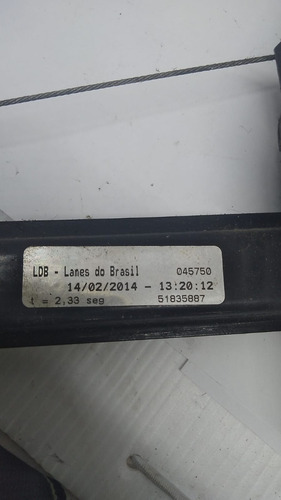 LDB - Lanes do Brasil 045750
14/02/2014 - 13:20:12
t = 2,33 seg 51835887